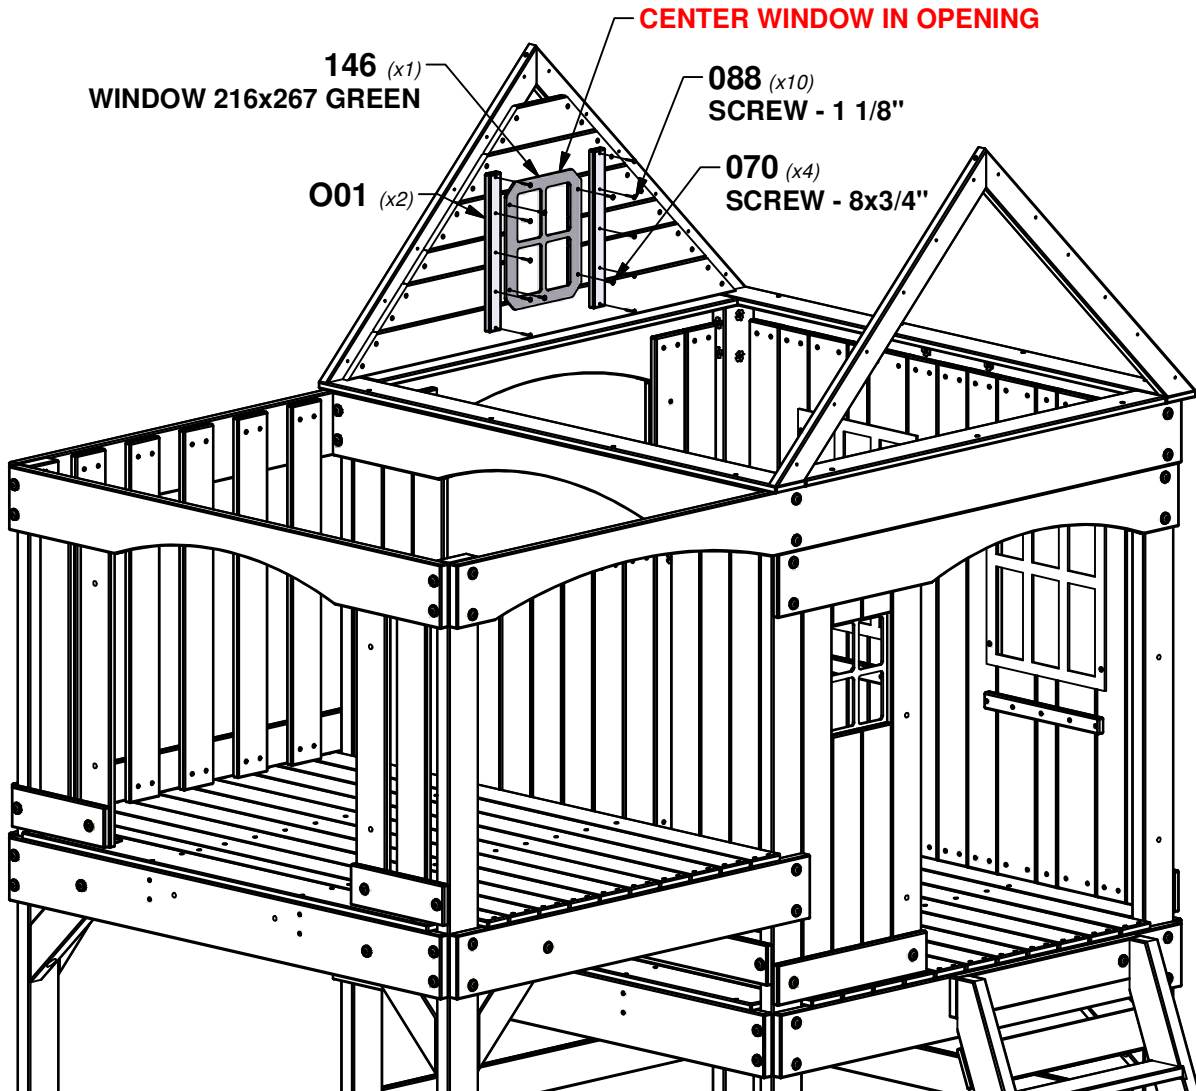 CENTER WINDOW IN OPENING
146 (x1)
WINDOW 216x267 GREEN
088 (x10)
SCREW - 1 1/8"
O01 (x2)
070 (x4)
SCREW - 8x3/4"